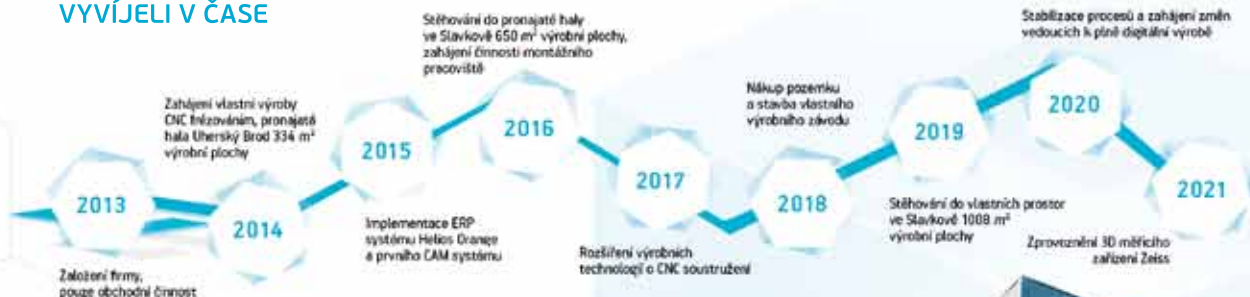 VYVÍJELI V ČASE
2013
Založení firmy,
pouze obchodní činnost
Zahájení vlastní výroby
CNC frézováním, pronajatá
hala Uherský Brod 334 m²
výrobní plochy
2014
2015
Implementace ERP
systému Helios Orange
a prvního CAM systému
Stěhování do pronajaté haly
ve Slavkově 650 m² výrobní plochy,
zahájení činnosti montážního
pracoviště
2016
2017
Rozšíření výrobních
technologií o CNC soustružení
Nákup pozemku
a stavba vlastního
výrobního závodu
2018
2019
Stěhování do vlastních prostor
ve Slavkově 1008 m²
výrobní plochy
Stabilizace procesů a zahájení změn
vedoucích k plně digitální výrobě
2020
2021
Zprovoznění 3D měřícího
zařízení Zeiss